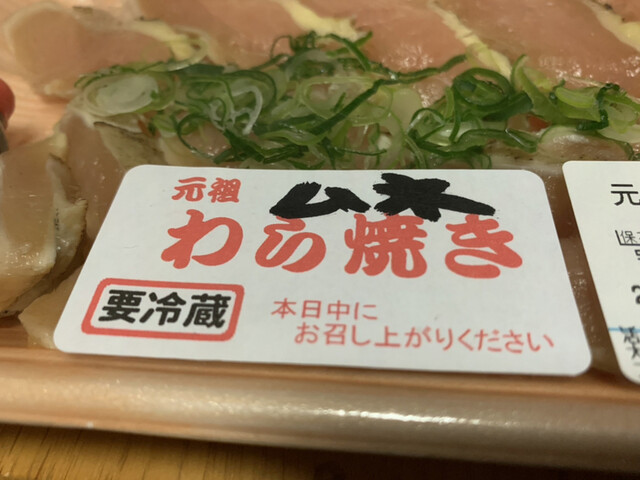 元祖
ムネ
わら焼き
要冷蔵
本日中に
お召し上がりください
元